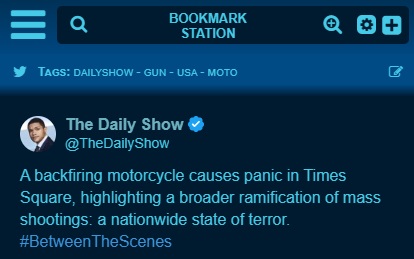 BOOKMARK
STATION
TAGS: DAILYSHOW - GUN - USA - MOTO
The Daily Show
@TheDailyShow
A backfiring motorcycle causes panic in Times
Square, highlighting a broader ramification of mass
shootings: a nationwide state of terror.
#BetweenTheScenes